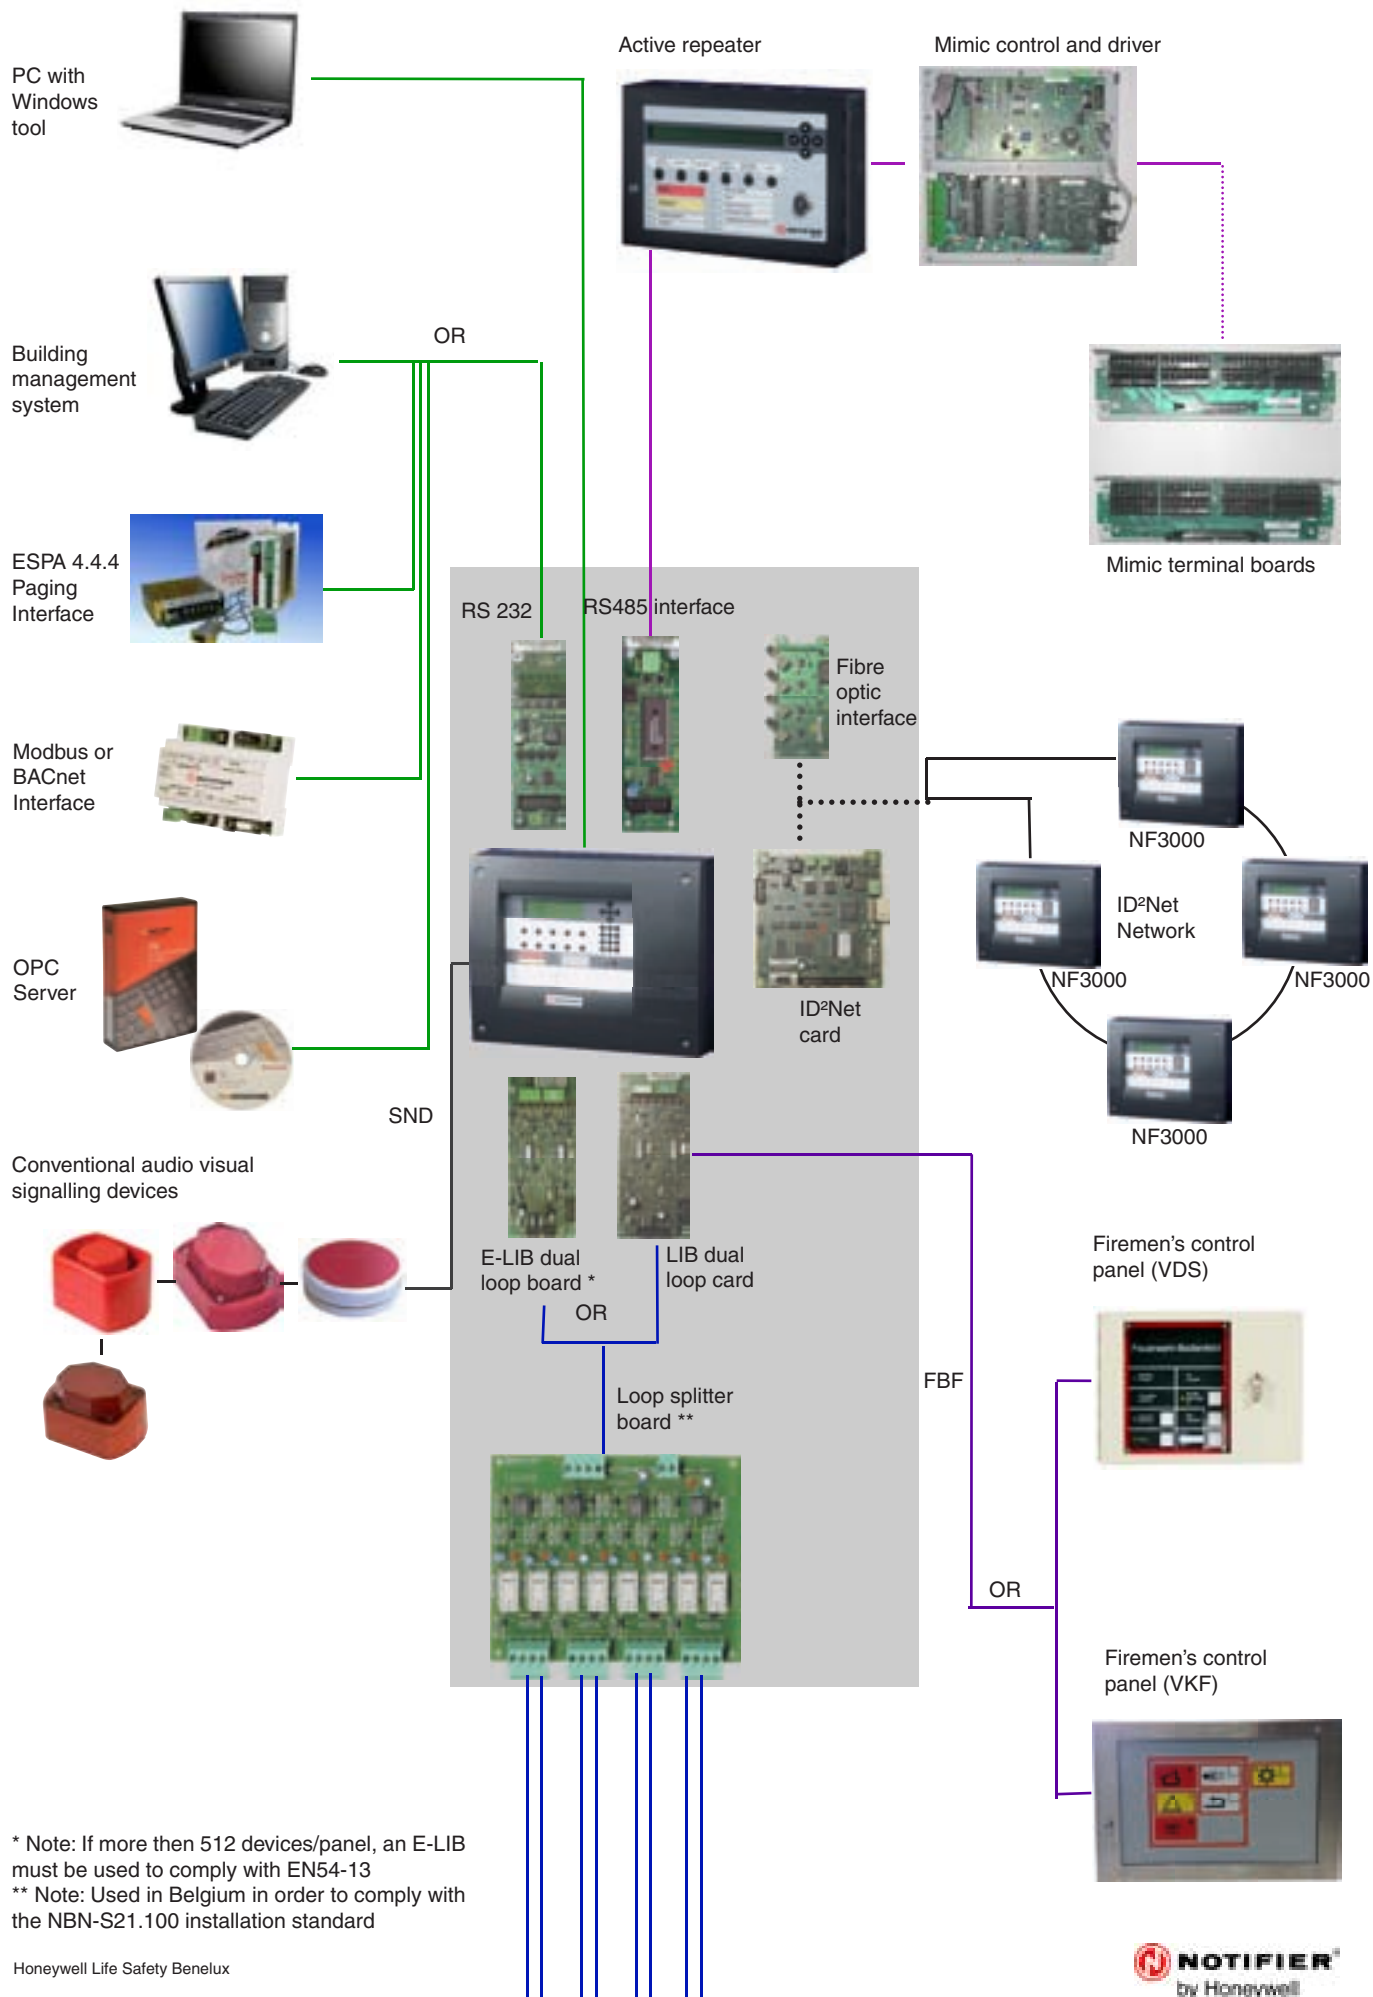 Active repeater
Mimic control and driver
PC with
Windows
tool
OR
Building
management
system
Mimic terminal boards
ESPA 4.4.4
Paging
Interface
RS 232
RS485 interface
Fibre
optic
interface
Modbus or
BACnet
Interface
NF3000
ID²Net
Network
NF3000
NF3000
OPC
Server
ID²Net
card
NF3000
SND
Conventional audio visual
signalling devices
E-LIB dual
loop board *
LIB dual
loop card
OR
Firemen's control
panel (VDS)
FBF
Loop splitter
board **
OR
Firemen's control
panel (VKF)
* Note: If more then 512 devices/panel, an E-LIB
must be used to comply with EN54-13
** Note: Used in Belgium in order to comply with
the NBN-S21.100 installation standard
Honeywell Life Safety Benelux
NOTIFIER®
by Honeywell